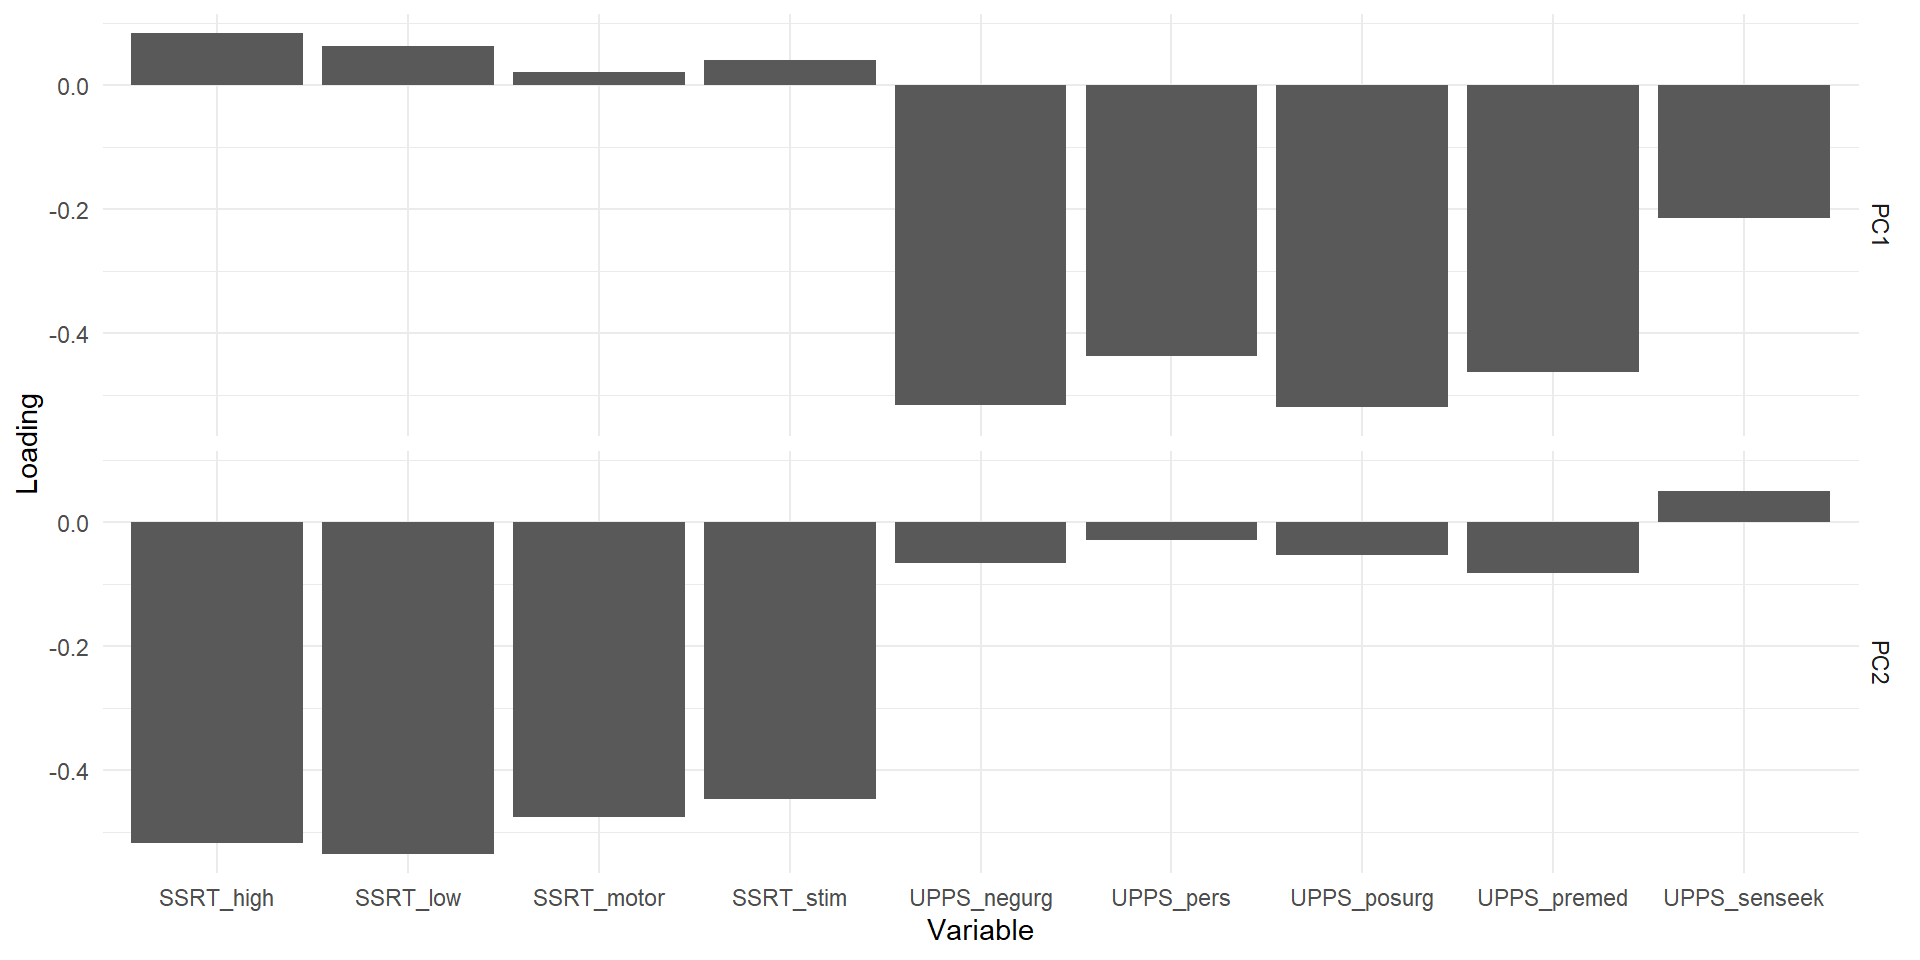 0.0
-0.2
-0.4
PC1
Loading
0.0
-0.2
-0.4
PC2
SSRT_high SSRT_low SSRT_motor SSRT_stim UPPS_negurg UPPS_pers UPPS_posurg UPPS_premed UPPS_senseek
Variable